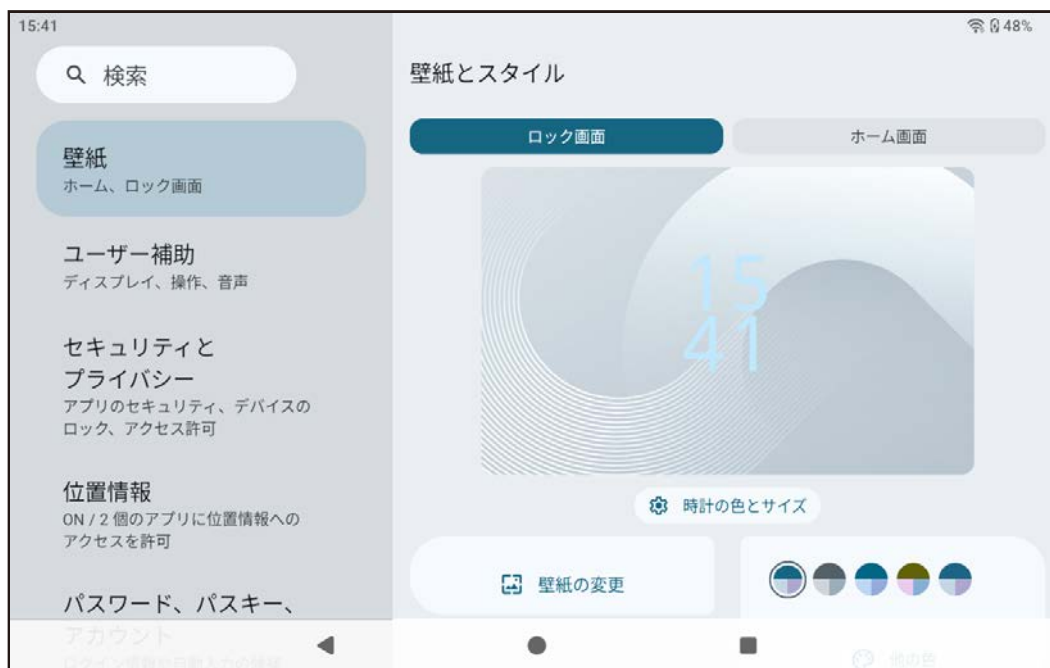 15:41
48%
検索
壁紙
ホーム、ロック画面
ユーザー補助
ディスプレイ、操作、音声
セキュリティと
プライバシー
アプリのセキュリティ、デバイスの
ロック、アクセス許可
位置情報
ON / 2 個のアプリに位置情報への
アクセスを許可
パスワード、パスキー、
アカウント
壁紙とスタイル
ロック画面
ホーム画面
15
41
時計の色とサイズ
壁紙の変更
他の色